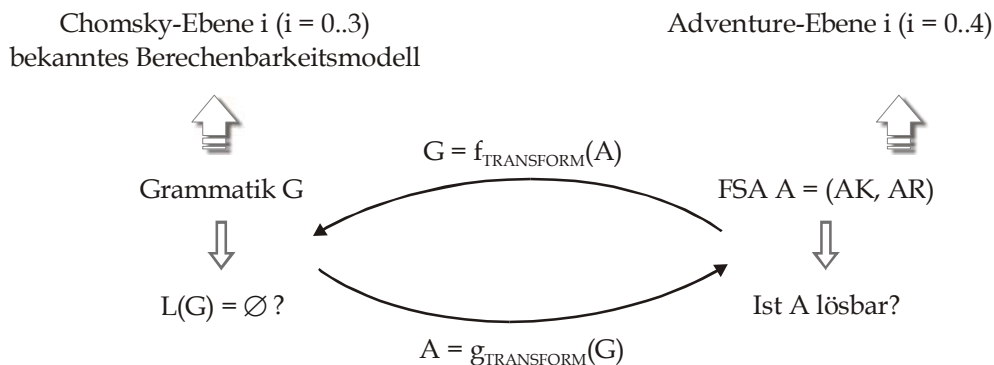 Chomsky-Ebene i (i = 0..3)
bekanntes Berechenbarkeitsmodell
Adventure-Ebene i (i = 0..4)
G = f_TRANSFORM(A)
Grammatik G
FSA A = (AK, AR)
L(G) = ∅ ?
Ist A lösbar?
A = g_TRANSFORM(G)